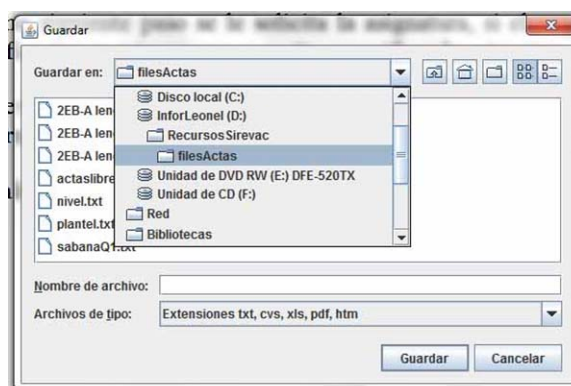 Guardar
Guardar en: filesActas
Disco local (C:)
InforLeonel (D:)
RecursosSirevac
filesActas
Unidad de DVD RW (E:) DFE-520TX
Unidad de CD (F:)
Red
Bibliotecas
2EB-A len
2EB-A len
2EB-A len
actaslibre
nivel.txt
plantel.txt
sabanaQ1.txt
Nombre de archivo:
Archivos de tipo: Extensiones txt, cvs, xls, pdf, htm
Guardar Cancelar